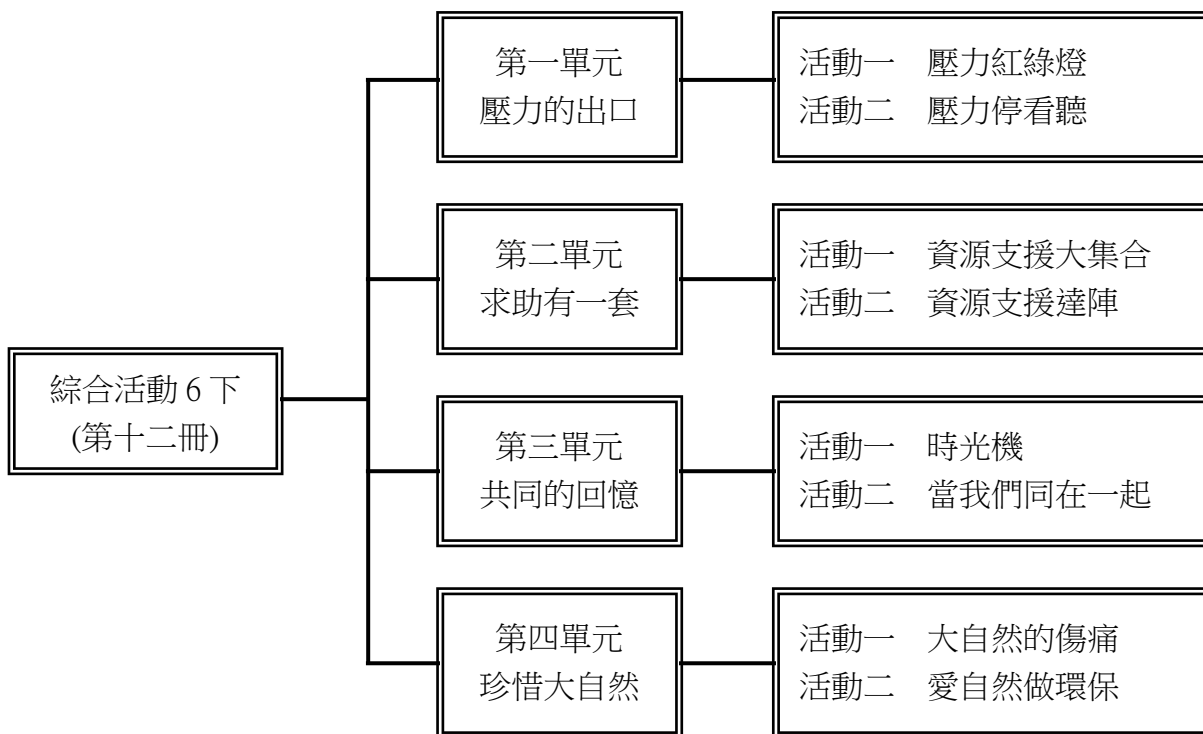 第一單元
壓力的出口
活動一　壓力紅綠燈
活動二　壓力停看聽
第二單元
求助有一套
活動一　資源支援大集合
活動二　資源支援達陣
綜合活動 6 下
(第十二冊)
第三單元
共同的回憶
活動一　時光機
活動二　當我們同在一起
第四單元
珍惜大自然
活動一　大自然的傷痛
活動二　愛自然做環保